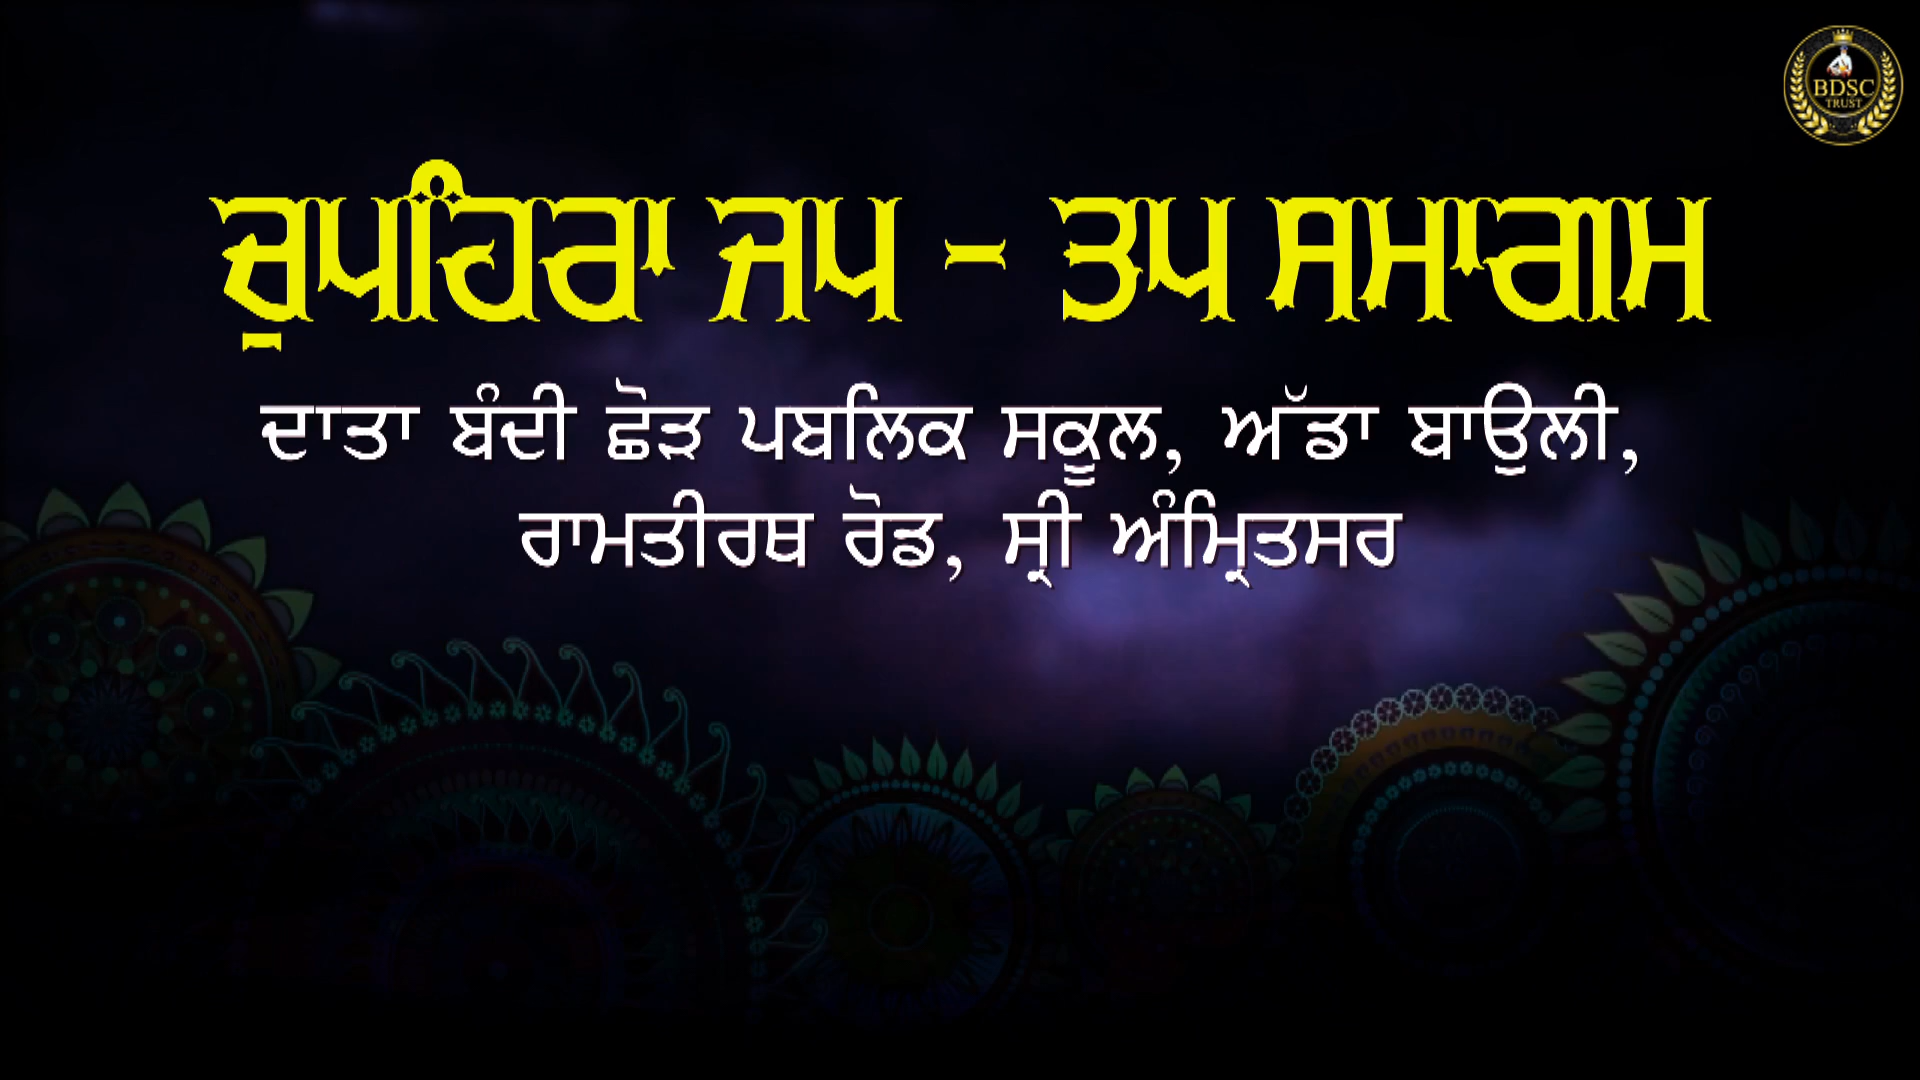 BDSC
TRUST
ਚੁਪਹਿਰਾ ਜਪ - ਤਪ ਸਮਾਗਮ
ਦਾਤਾ ਬੰਦੀ ਛੋੜ ਪਬਲਿਕ ਸਕੂਲ, ਅੱਡਾ ਬਾਉਲੀ,
ਰਾਮਤੀਰਥ ਰੋਡ, ਸ੍ਰੀ ਅੰਮ੍ਰਿਤਸਰ